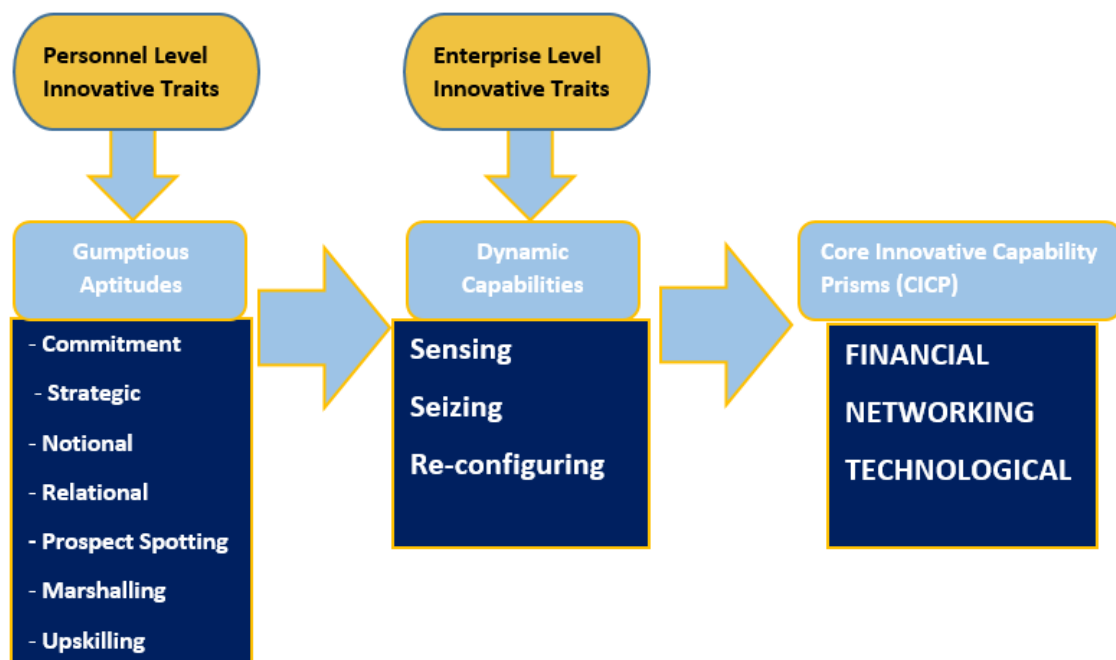 Personnel Level
Innovative Traits
Enterprise Level
Innovative Traits
Gumptious
Aptitudes
- Commitment
- Strategic
- Notional
- Relational
- Prospect Spotting
- Marshalling
- Upskilling
Dynamic
Capabilities
Sensing
Seizing
Re-configuring
Core Innovative Capability
Prisms (CICP)
FINANCIAL
NETWORKING
TECHNOLOGICAL